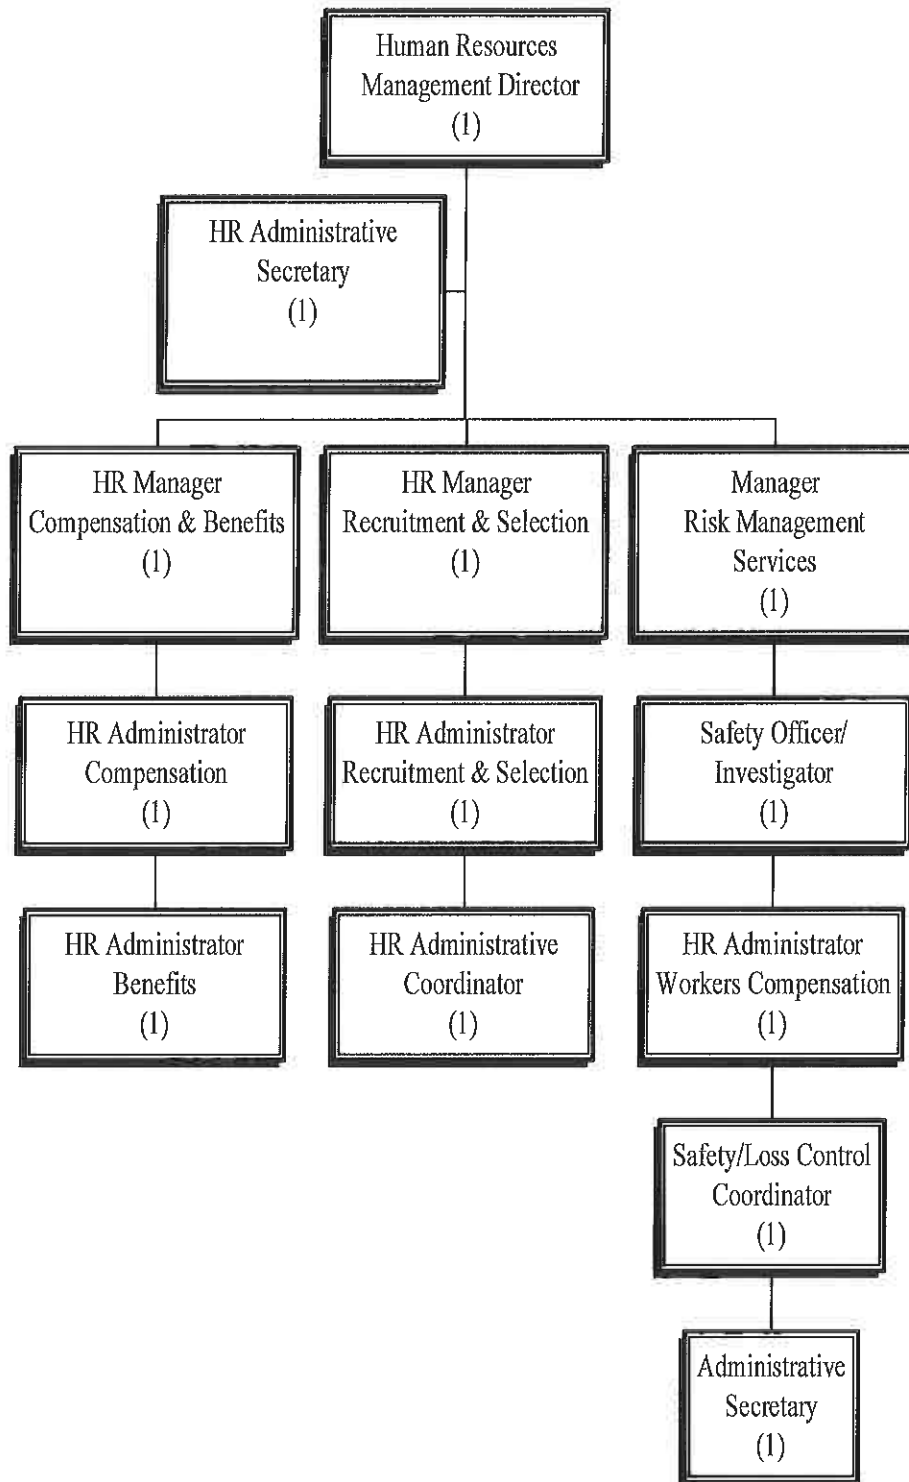 Human Resources
Management Director
(1)
HR Administrative
Secretary
(1)
HR Manager
Compensation & Benefits
(1)
HR Manager
Recruitment & Selection
(1)
Manager
Risk Management
Services
(1)
HR Administrator
Compensation
(1)
HR Administrator
Recruitment & Selection
(1)
Safety Officer/
Investigator
(1)
HR Administrator
Benefits
(1)
HR Administrative
Coordinator
(1)
HR Administrator
Workers Compensation
(1)
Safety/Loss Control
Coordinator
(1)
Administrative
Secretary
(1)